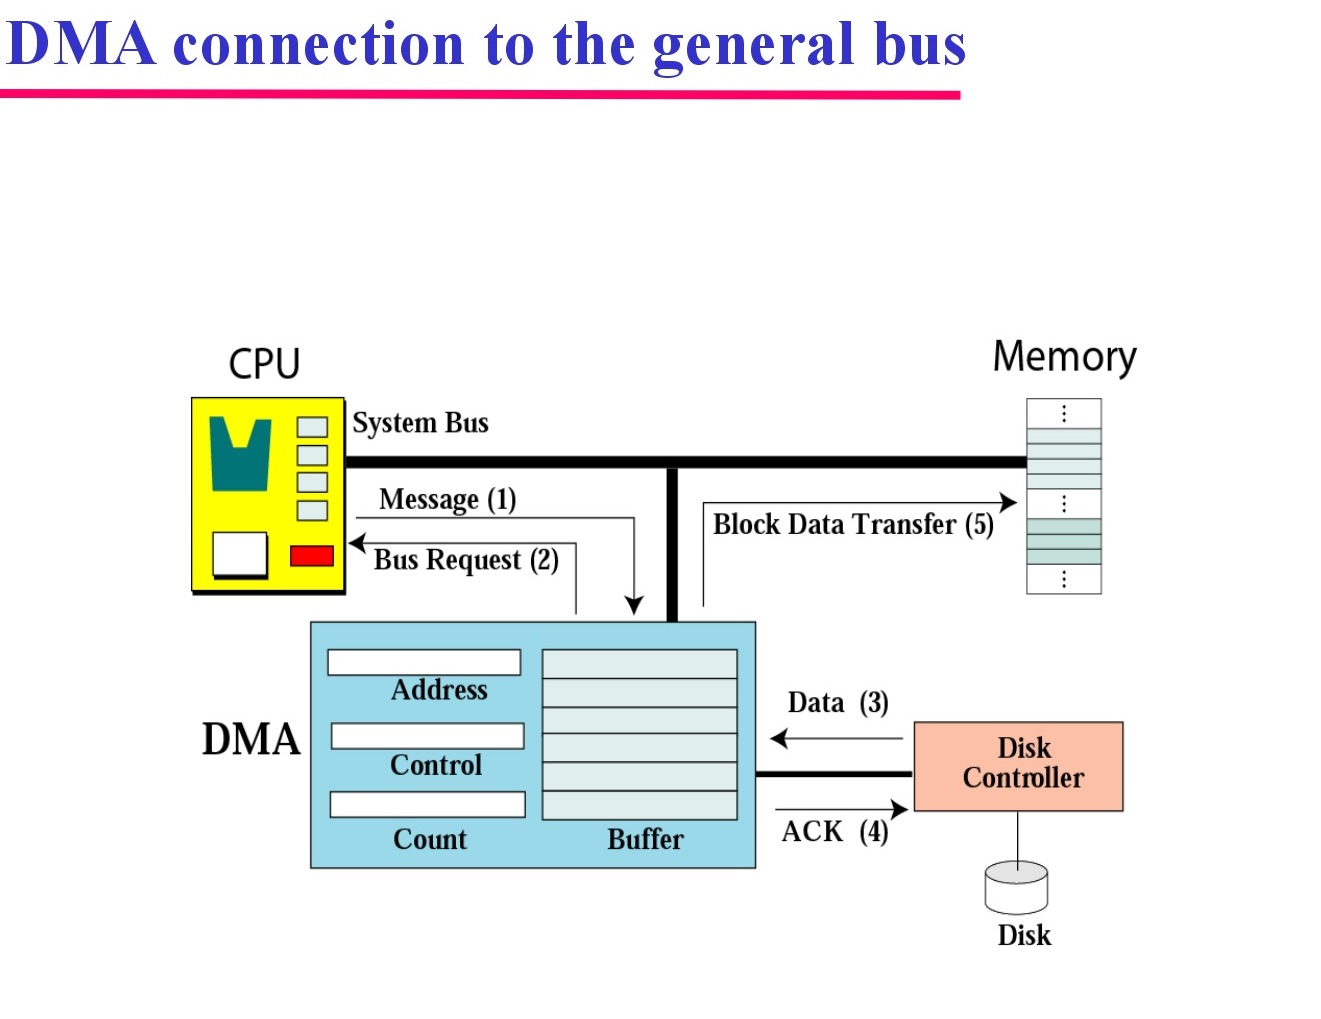 DMA connection to the general bus
CPU
Memory
System Bus
Message (1)
Block Data Transfer (5)
Bus Request (2)
Address
DMA
Data (3)
Disk
Controller
Control
ACK (4)
Count
Buffer
Disk